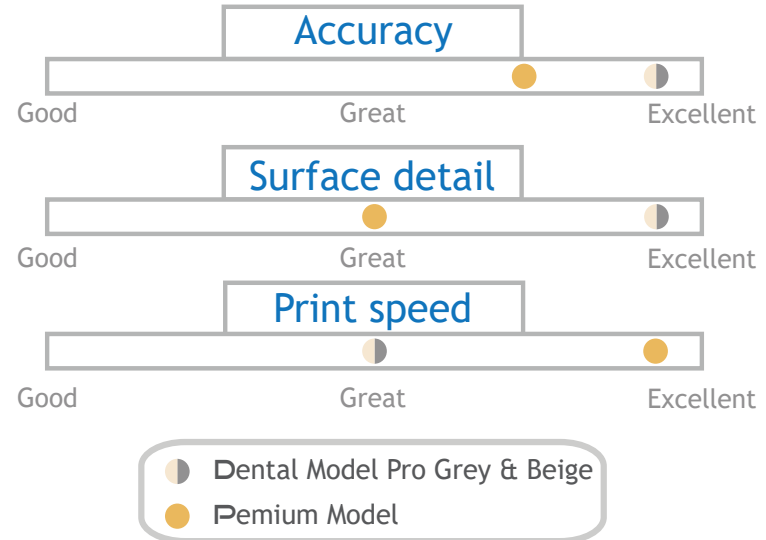 Accuracy
Good Great Excellent
Surface detail
Good Great Excellent
Print speed
Good Great Excellent
Dental Model Pro Grey & Beige
Pemium Model